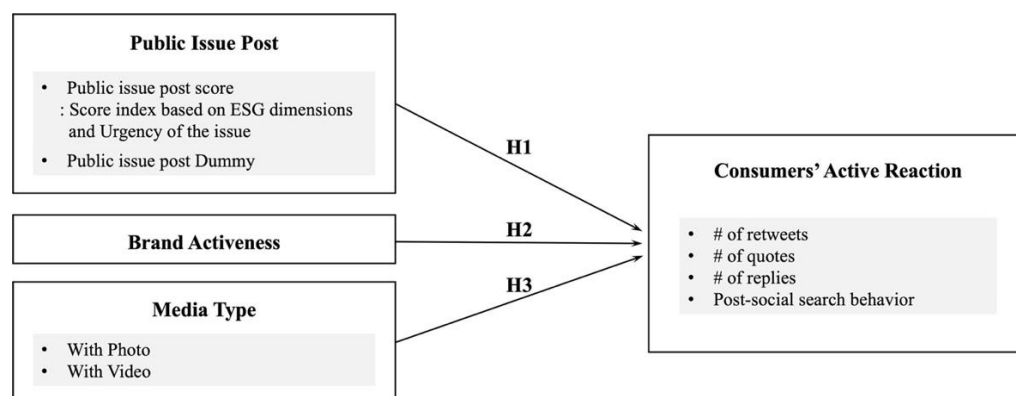 Public Issue Post
• Public issue post score
: Score index based on ESG dimensions
and Urgency of the issue
• Public issue post Dummy
H1
Brand Activeness
H2
Media Type
• With Photo
• With Video
H3
Consumers’ Active Reaction
• # of retweets
• # of quotes
• # of replies
• Post-social search behavior